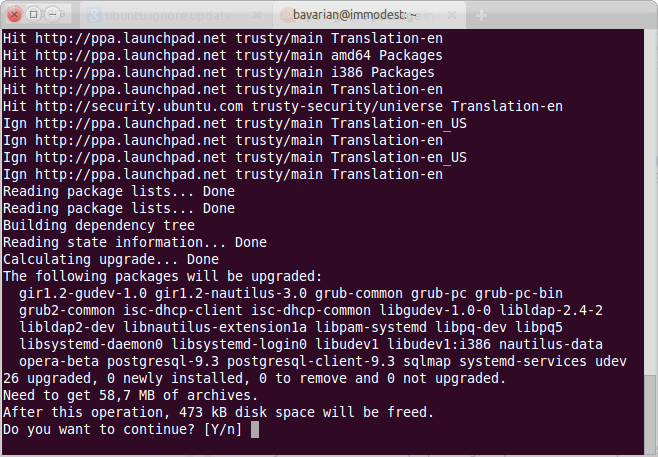 ubuntu ignore update
bavarian@immodest: ~
Hit http://ppa.launchpad.net trusty/main Translation-en
Hit http://ppa.launchpad.net trusty/main amd64 Packages
Hit http://ppa.launchpad.net trusty/main i386 Packages
Hit http://ppa.launchpad.net trusty/main Translation-en
Hit http://security.ubuntu.com trusty-security/universe Translation-en
Ign http://ppa.launchpad.net trusty/main Translation-en_US
Ign http://ppa.launchpad.net trusty/main Translation-en
Ign http://ppa.launchpad.net trusty/main Translation-en_US
Ign http://ppa.launchpad.net trusty/main Translation-en
Reading package lists... Done
Reading package lists... Done
Building dependency tree
Reading state information... Done
Calculating upgrade... Done
The following packages will be upgraded:
gir1.2-gudev-1.0 gir1.2-nautilus-3.0 grub-common grub-pc grub-pc-bin
grub2-common isc-dhcp-client isc-dhcp-common libgudev-1.0-0 libldap-2.4-2
libldap2-dev libnautilus-extension1a libpam-systemd libpq-dev libpq5
libsystemd-daemon0 libsystemd-login0 libudev1 libudev1:i386 nautilus-data
opera-beta postgresql-9.3 postgresql-client-9.3 sqlmap systemd-services udev
26 upgraded, 0 newly installed, 0 to remove and 0 not upgraded.
Need to get 58,7 MB of archives.
After this operation, 473 kB disk space will be freed.
Do you want to continue? [Y/n]